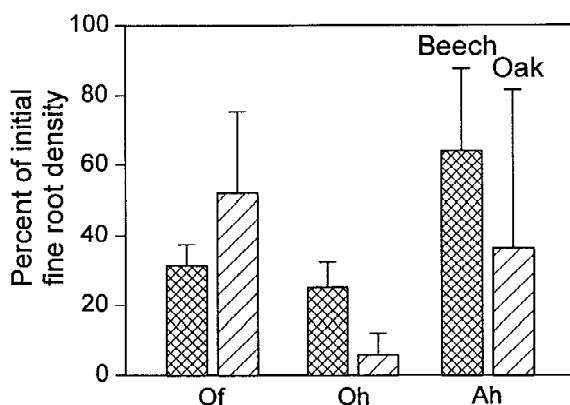 Percent of initial
fine root density
100
80
60
40
20
0
Beech
Oak
Of
Oh
Ah